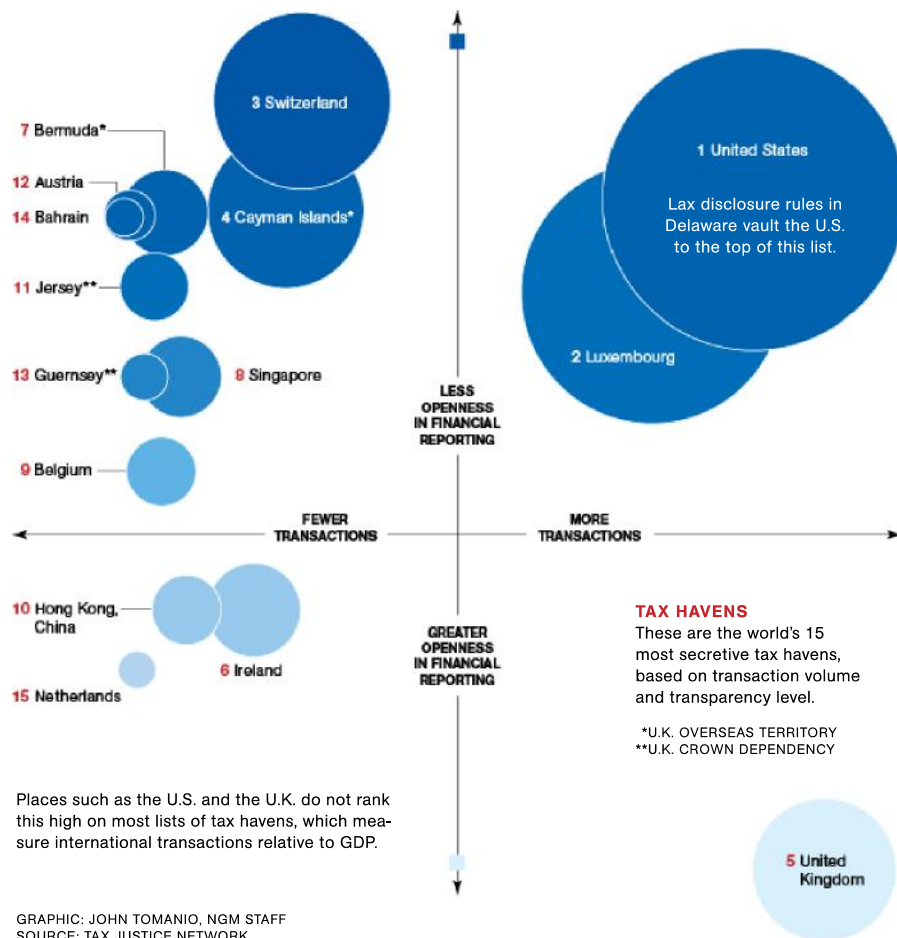 3 Switzerland
7 Bermuda*
1 United States
12 Austria
14 Bahrain
4 Cayman Islands*
Lax disclosure rules in
Delaware vault the U.S.
to the top of this list.
11 Jersey**
2 Luxembourg
13 Guernsey**
8 Singapore
LESS
OPENNESS
IN FINANCIAL
REPORTING
9 Belgium
FEWER
TRANSACTIONS
MORE
TRANSACTIONS
10 Hong Kong,
China
6 Ireland
15 Netherlands
GREATER
OPENNESS
IN FINANCIAL
REPORTING
TAX HAVENS
These are the world's 15
most secretive tax havens,
based on transaction volume
and transparency level.
*U.K. OVERSEAS TERRITORY
**U.K. CROWN DEPENDENCY
Places such as the U.S. and the U.K. do not rank
this high on most lists of tax havens, which mea-
sure international transactions relative to GDP.
5 United
Kingdom
GRAPHIC: JOHN TOMANIO, NGM STAFF
SOURCE: TAX JUSTICE NETWORK